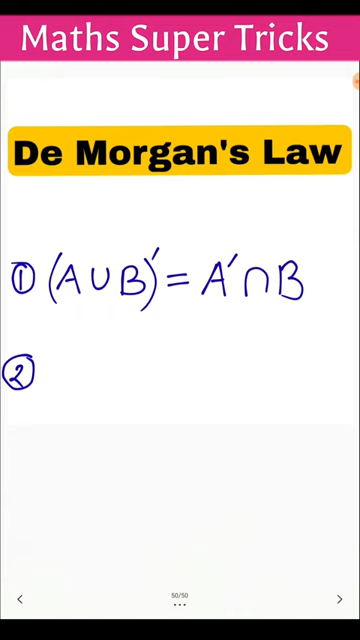 Maths Super Tricks
De Morgan's Law
① (A ∪ B)′ = A′ ∩ B
②
50/50